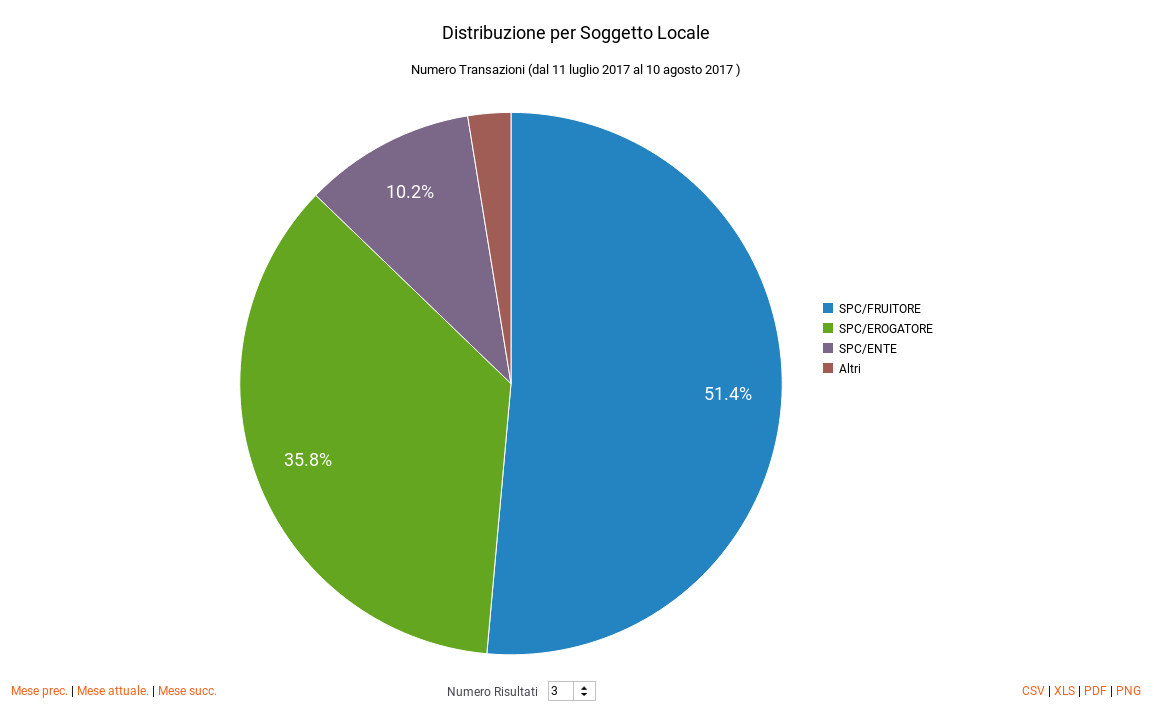 Distribuzione per Soggetto Locale
Numero Transazioni (dal 11 luglio 2017 al 10 agosto 2017 )
10.2%
51.4%
35.8%
SPC/FRUITORE
SPC/EROGATORE
SPC/ENTE
Altri
Mese prec. | Mese attuale. | Mese succ.
Numero Risultati 3
CSV | XLS | PDF | PNG